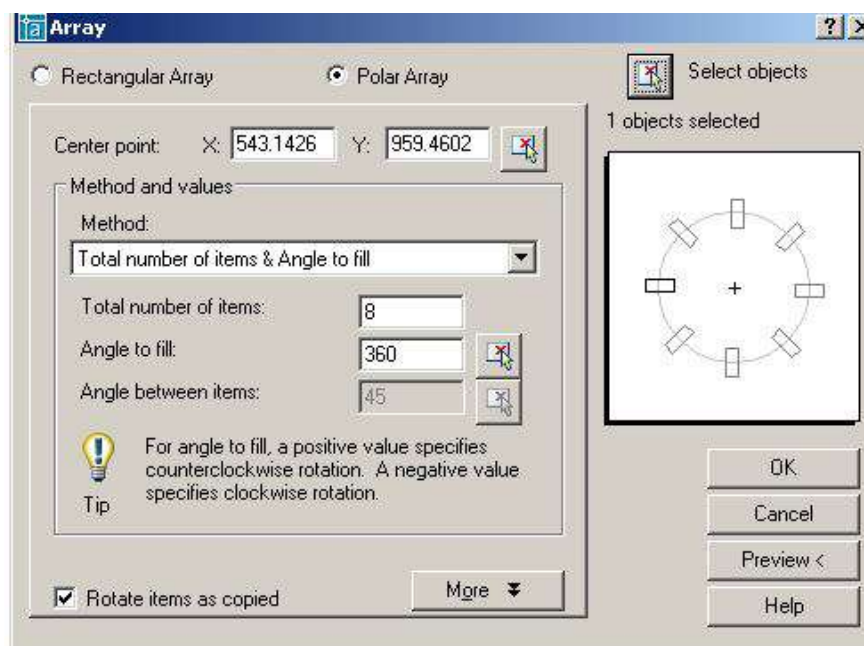 Array
Rectangular Array Polar Array
Select objects
1 objects selected
Center point: X: 543.1426 Y: 959.4602
Method and values
Method:
Total number of items & Angle to fill
Total number of items: 8
Angle to fill: 360
Angle between items: 45
For angle to fill, a positive value specifies
counterclockwise rotation. A negative value
specifies clockwise rotation.
Tip
Rotate items as copied
More
OK
Cancel
Preview <
Help